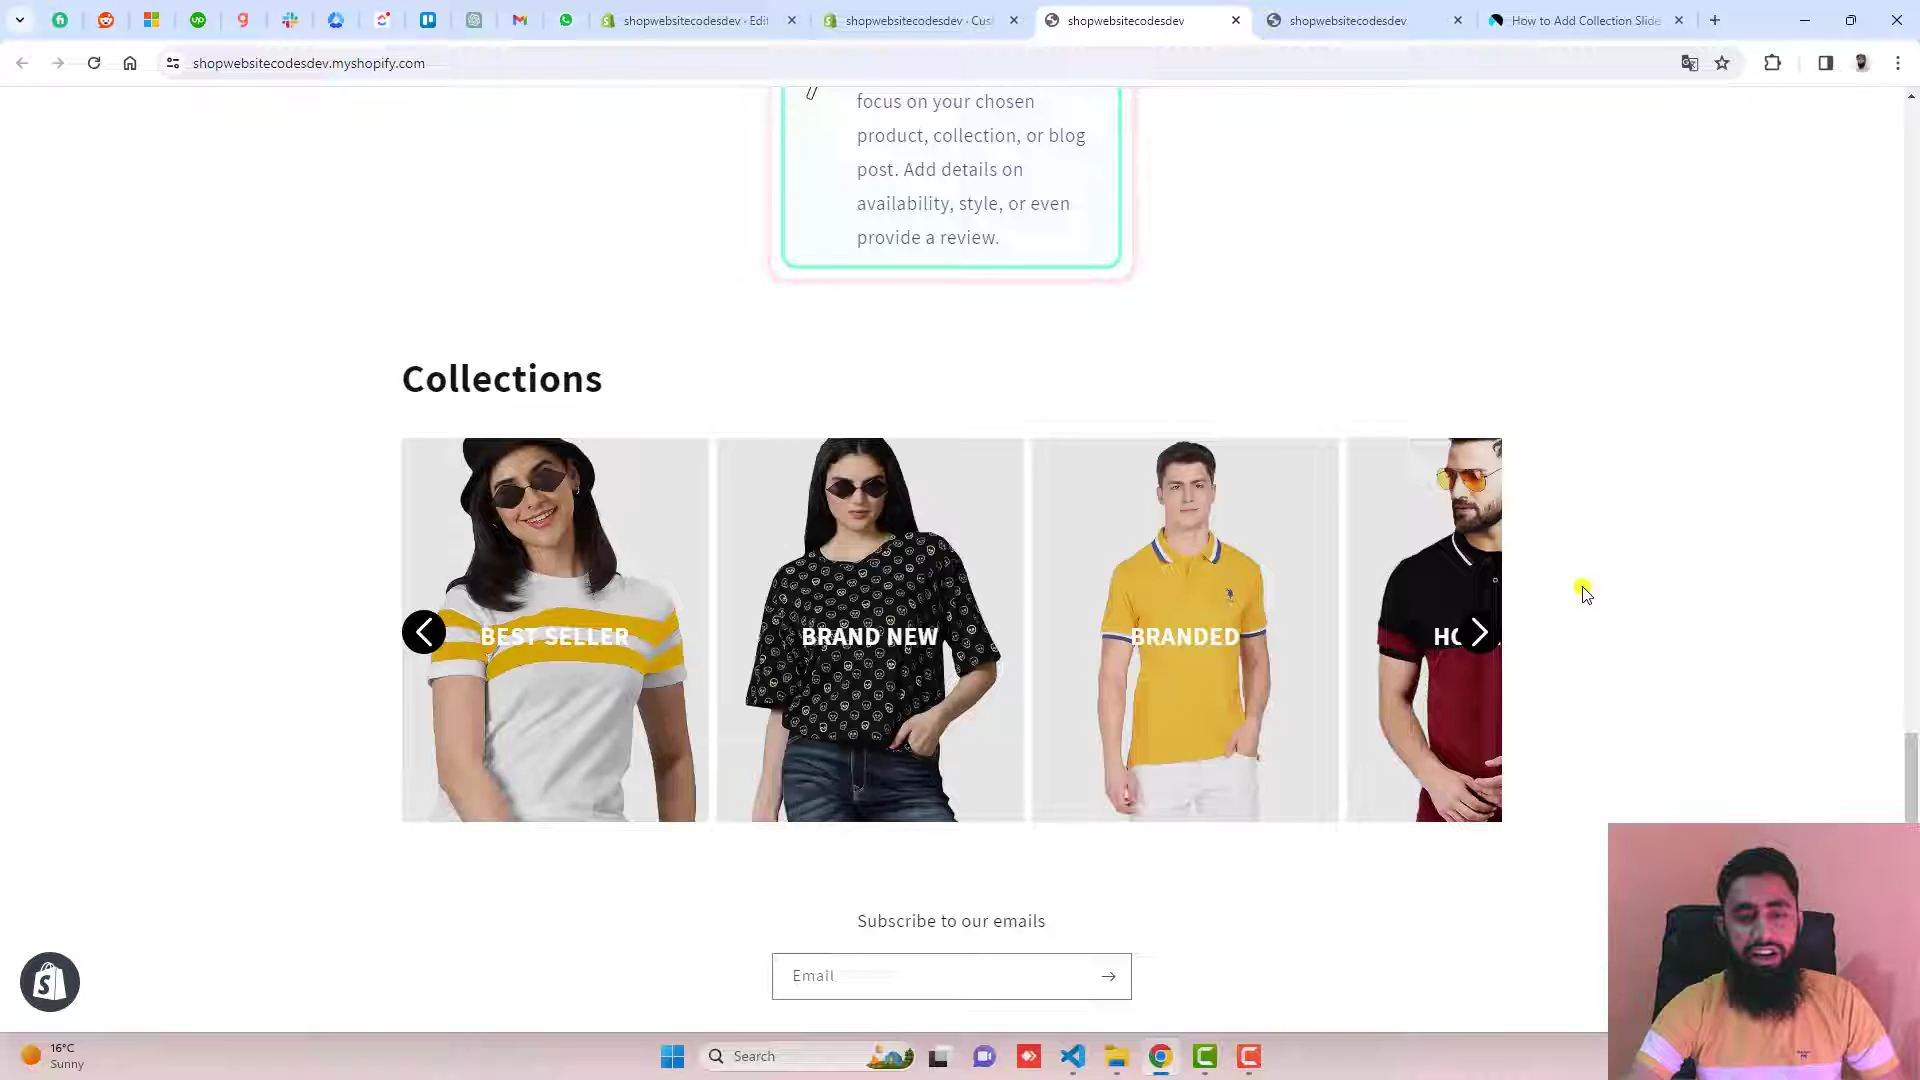 shopwebsitecodesdev - Edit
shopwebsitecodesdev - Cus
shopwebsitecodesdev
shopwebsitecodesdev
How to Add Collection Slide
shopwebsitecodesdev.myshopify.com
focus on your chosen
product, collection, or blog
post. Add details on
availability, style, or even
provide a review.
Collections
BEST SELLER
BRAND NEW
BRANDED
Subscribe to our emails
Email
16°C
Sunny
Search